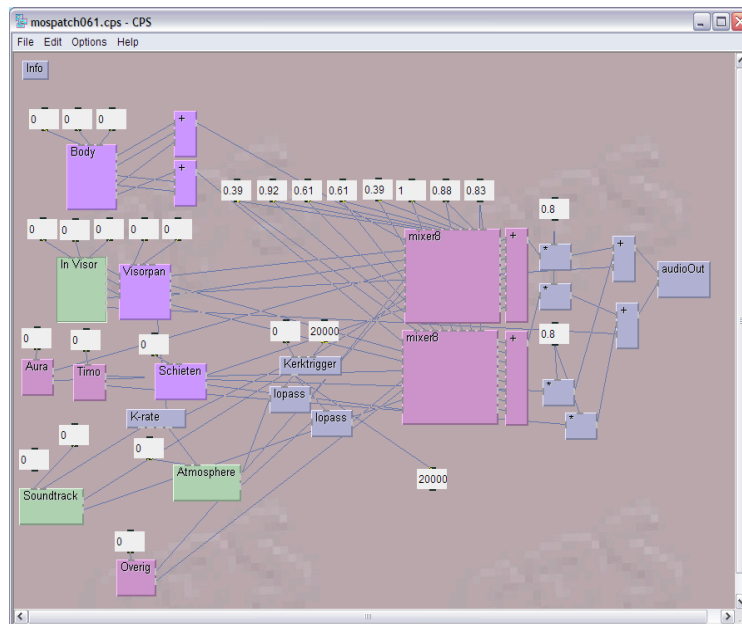 mospatch061.cps - CPS
File Edit Options Help
Info
0 0 0
+
Body
+
0.39 0.92 0.61 0.61 0.39 1 0.88 0.83
0.8
0 0 0 0 0
mixer8 +
+
*
In Visor Visorpan
audioOut
*
+
0 0 0 0 20000 0.8
mixer8 +
Aura Timo Schieten Kerktrigger
lopass
*
K-rate lopass
*
0
0
0
Atmosphere
20000
Soundtrack
0
Overig